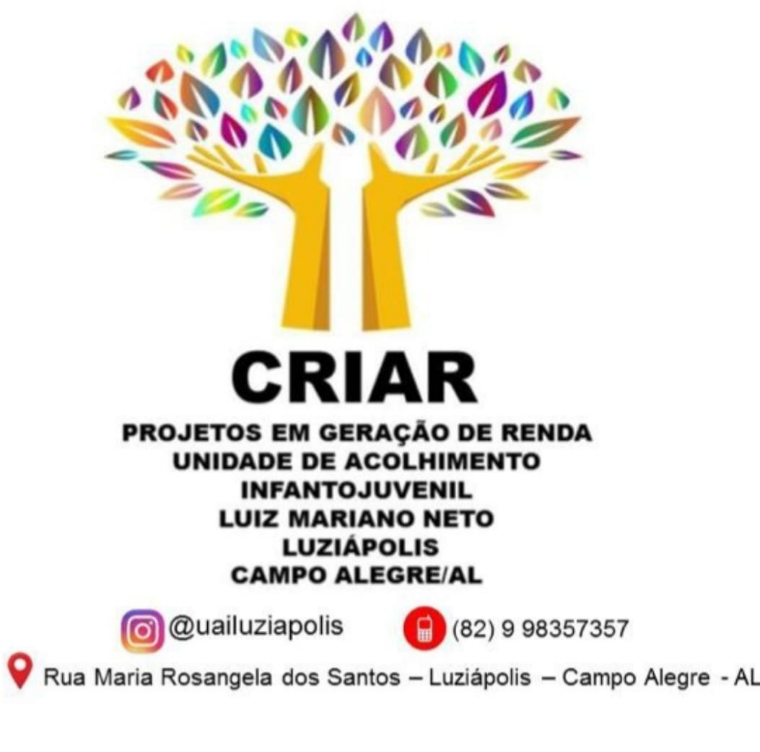 CRIAR
PROJETOS EM GERAÇÃO DE RENDA
UNIDADE DE ACOLHIMENTO
INFANTOJUVENIL
LUIZ MARIANO NETO
LUZIÁPOLIS
CAMPO ALEGRE/AL
@uailuziapolis (82) 9 98357357
Rua Maria Rosangela dos Santos – Luziápolis – Campo Alegre - AL